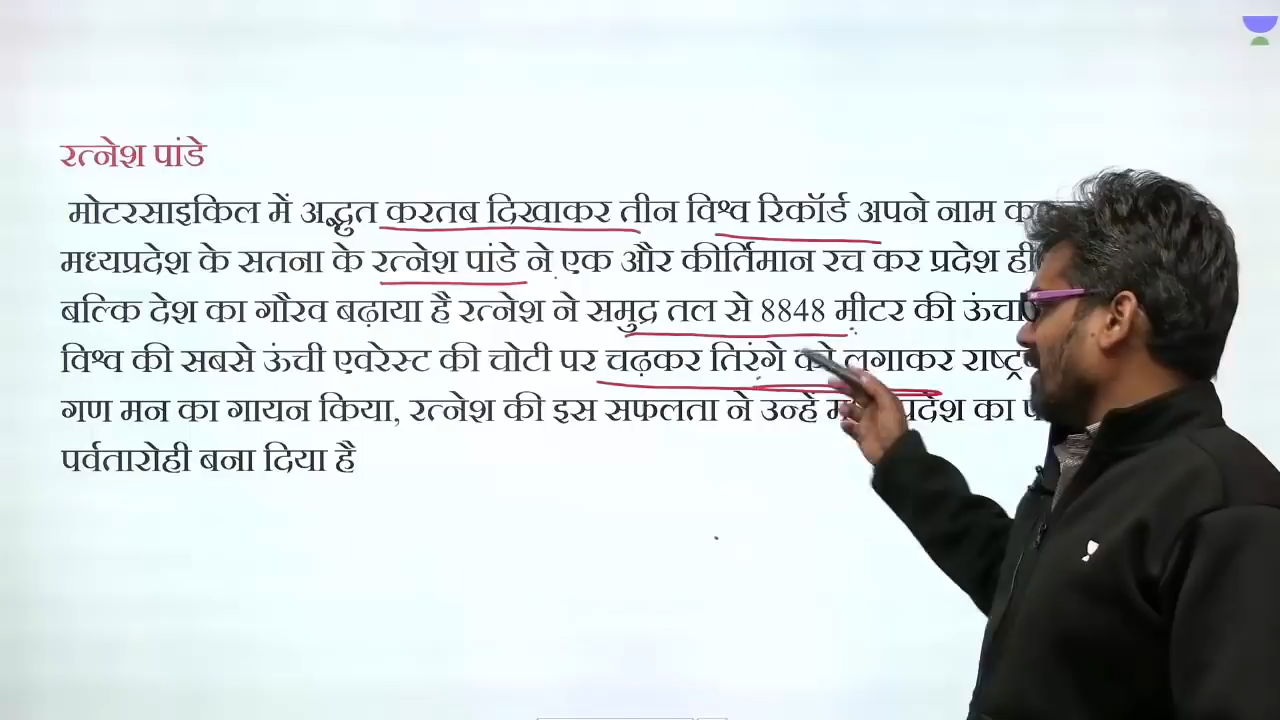 रत्नेश पांडे
मोटरसाइकिल में अद्भुत करतब दिखाकर तीन विश्व रिकॉर्ड अपने नाम
मध्यप्रदेश के सतना के रत्नेश पांडे ने एक और कीर्तिमान रच कर प्रदेश ही
बल्कि देश का गौरव बढ़ाया है रत्नेश ने समुद्र तल से 8848 मीटर की
विश्व की सबसे ऊंची एवरेस्ट की चोटी पर चढ़कर तिरंगे को लगाकर
गण मन का गायन किया, रत्नेश की इस सफलता ने उन्हें का
पर्वतारोही बना दिया है